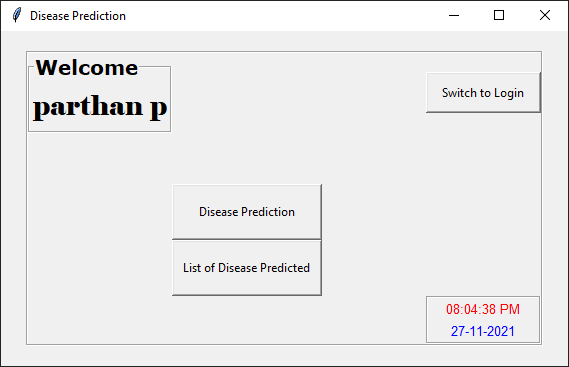 Disease Prediction
Welcome
parthan p
Switch to Login
Disease Prediction
List of Disease Predicted
08:04:38 PM
27-11-2021